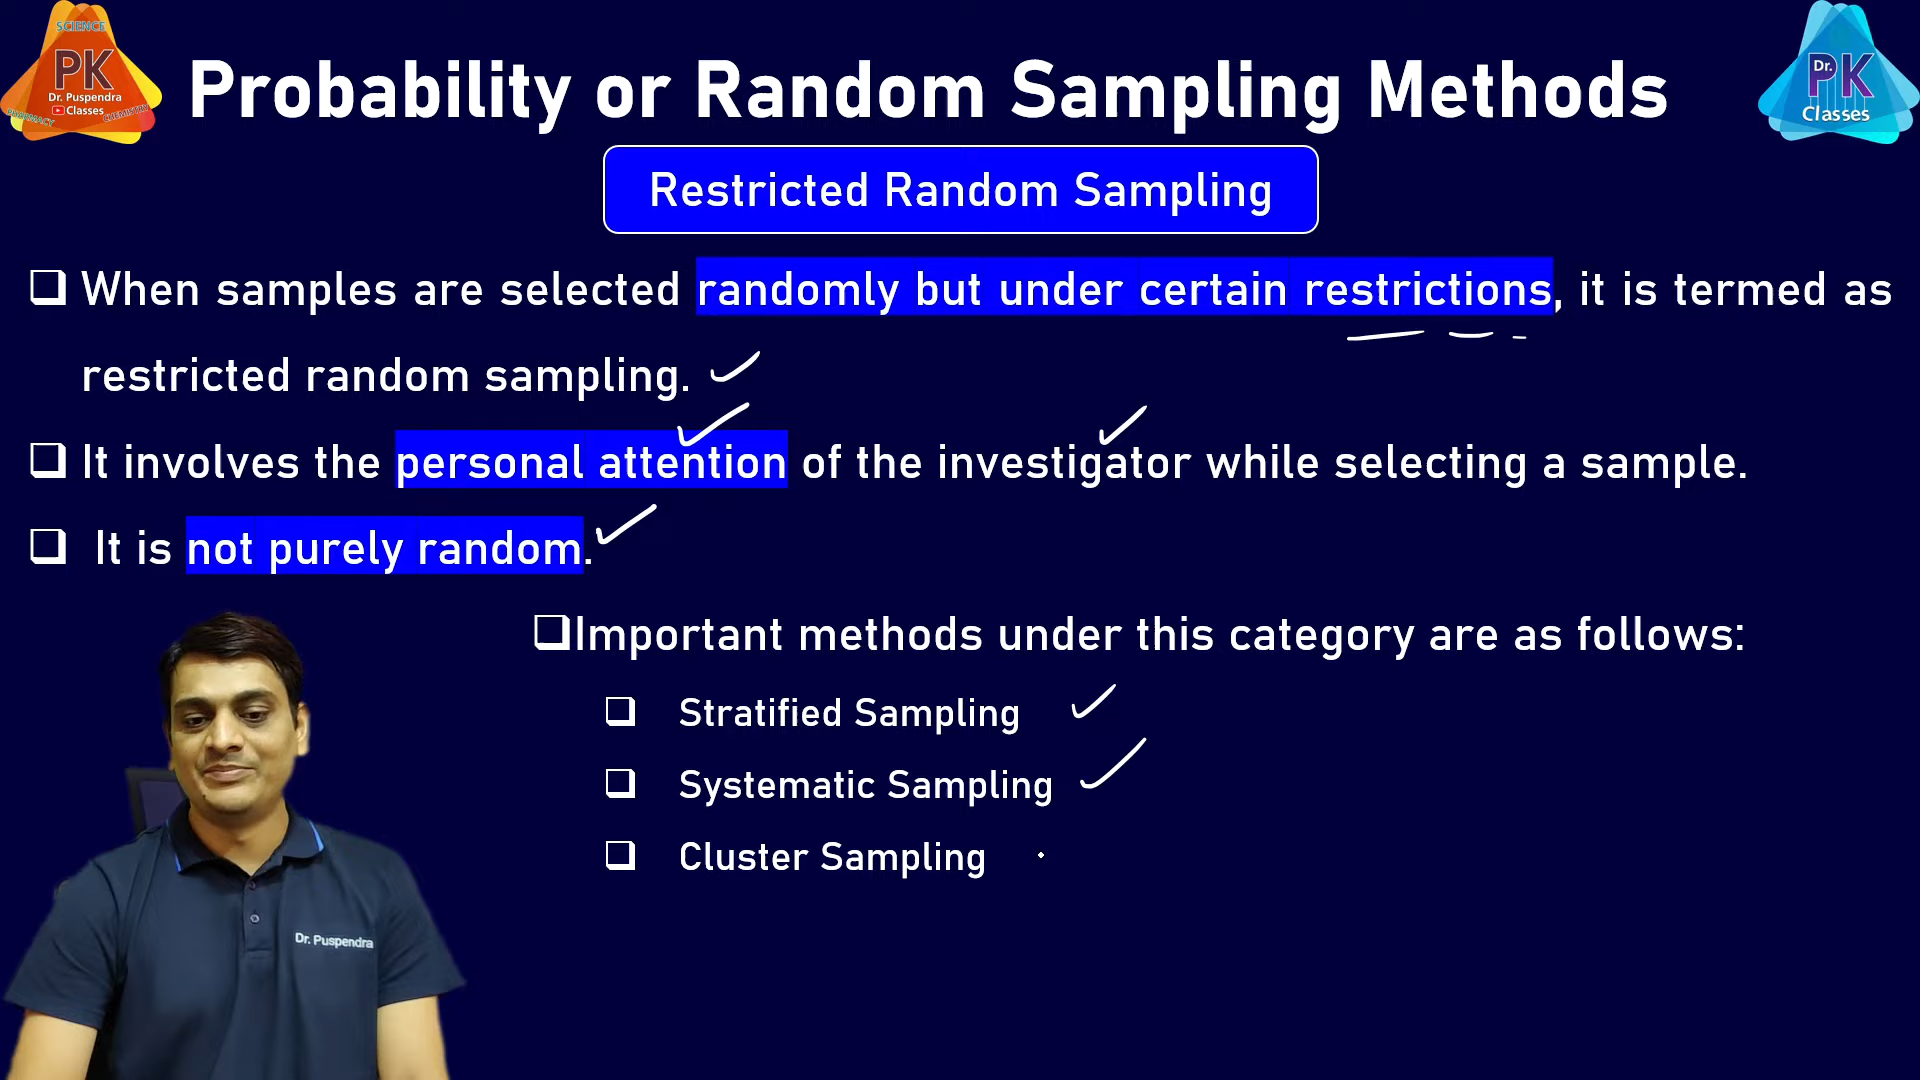 SCIENCE
PK
Dr. Puspendra
Classes
PHARMACY
CHEMISTRY
Probability or Random Sampling Methods
Dr.
PK
Classes
Restricted Random Sampling
❑ When samples are selected randomly but under certain restrictions, it is termed as
restricted random sampling.
❑ It involves the personal attention of the investigator while selecting a sample.
❑ It is not purely random.
❑ Important methods under this category are as follows:
❑ Stratified Sampling
❑ Systematic Sampling
❑ Cluster Sampling
Dr. Puspendra